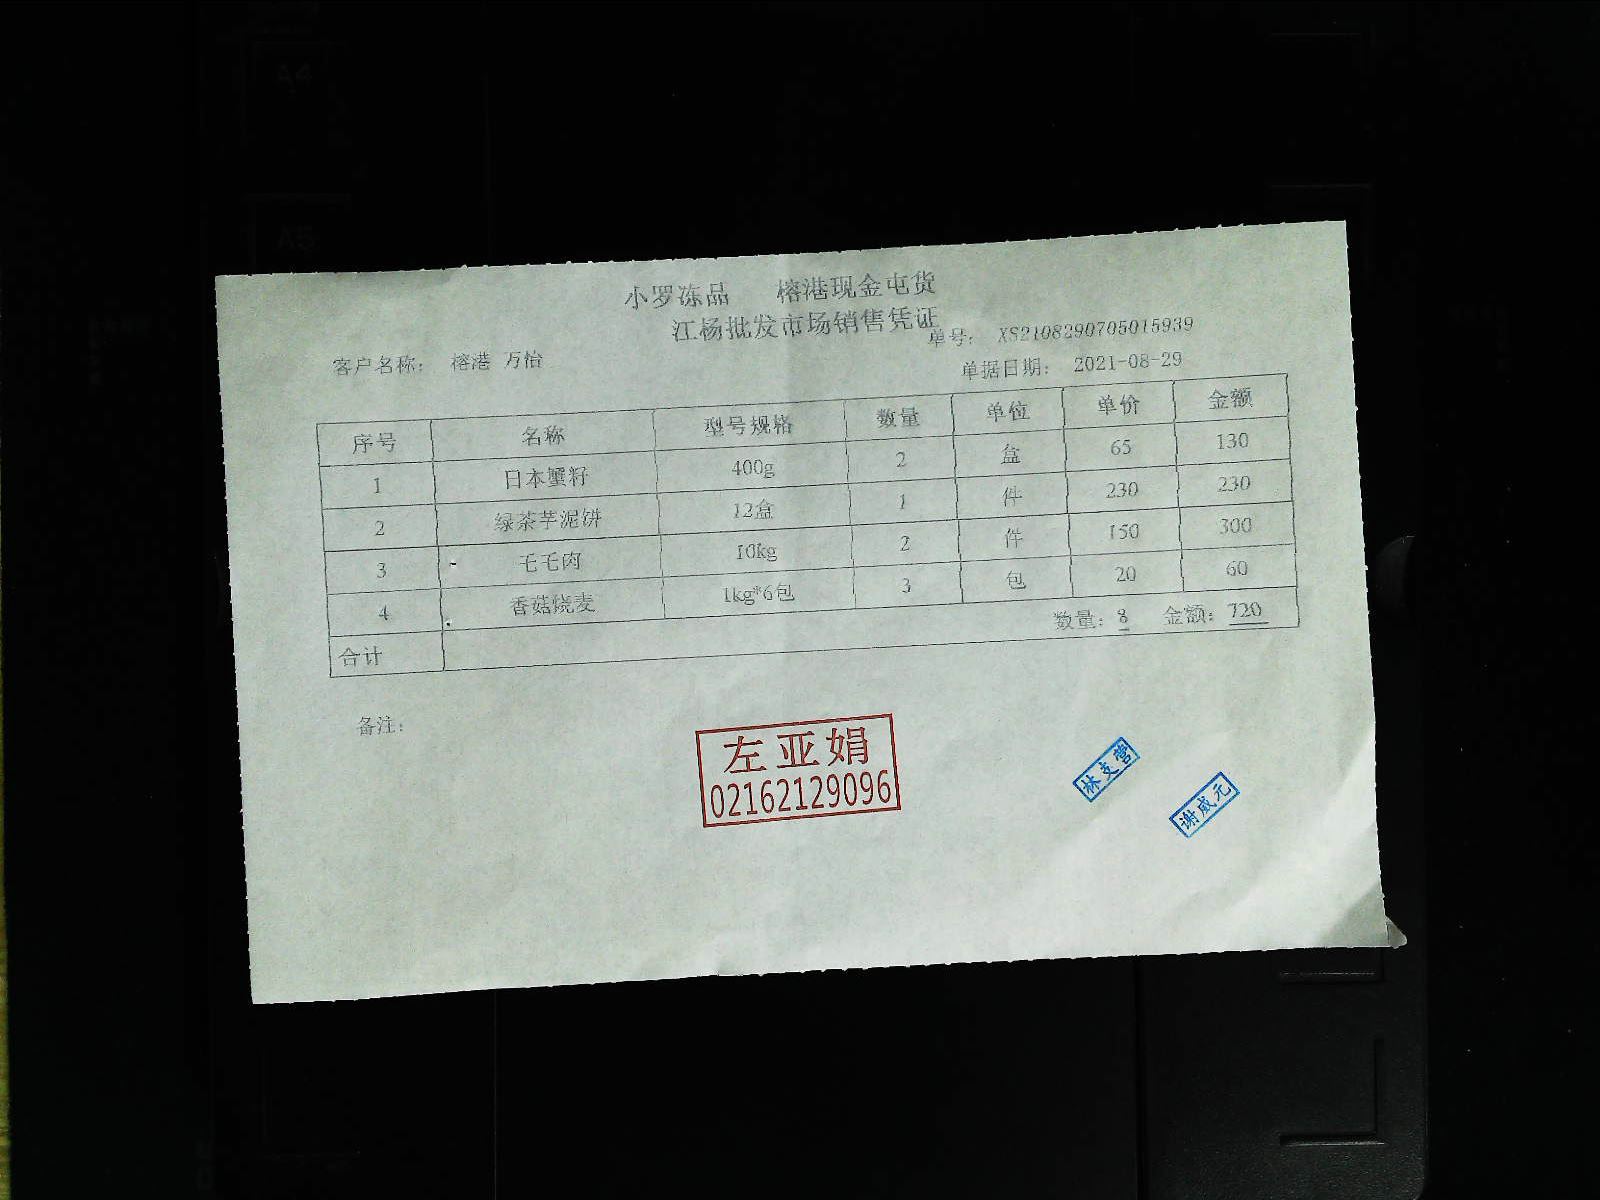 A4
A5
小罗冻品 榕港现金屯货
江杨批发市场销售凭证
单号: XS2108290705015939
客户名称: 榕港 万怡
单据日期: 2021-08-29
序号 名称 型号规格 数量 单位 单价 金额
1 日本蟹籽 400g 2 盒 65 130
2 绿茶芋泥饼 12盒 1 件 230 230
3 毛毛肉 10kg 2 件 150 300
4 香菇烧麦 1kg*6包 3 包 20 60
合计 数量: 8 金额: 720
备注:
左亚娟
02162129096
林支营
谢威元